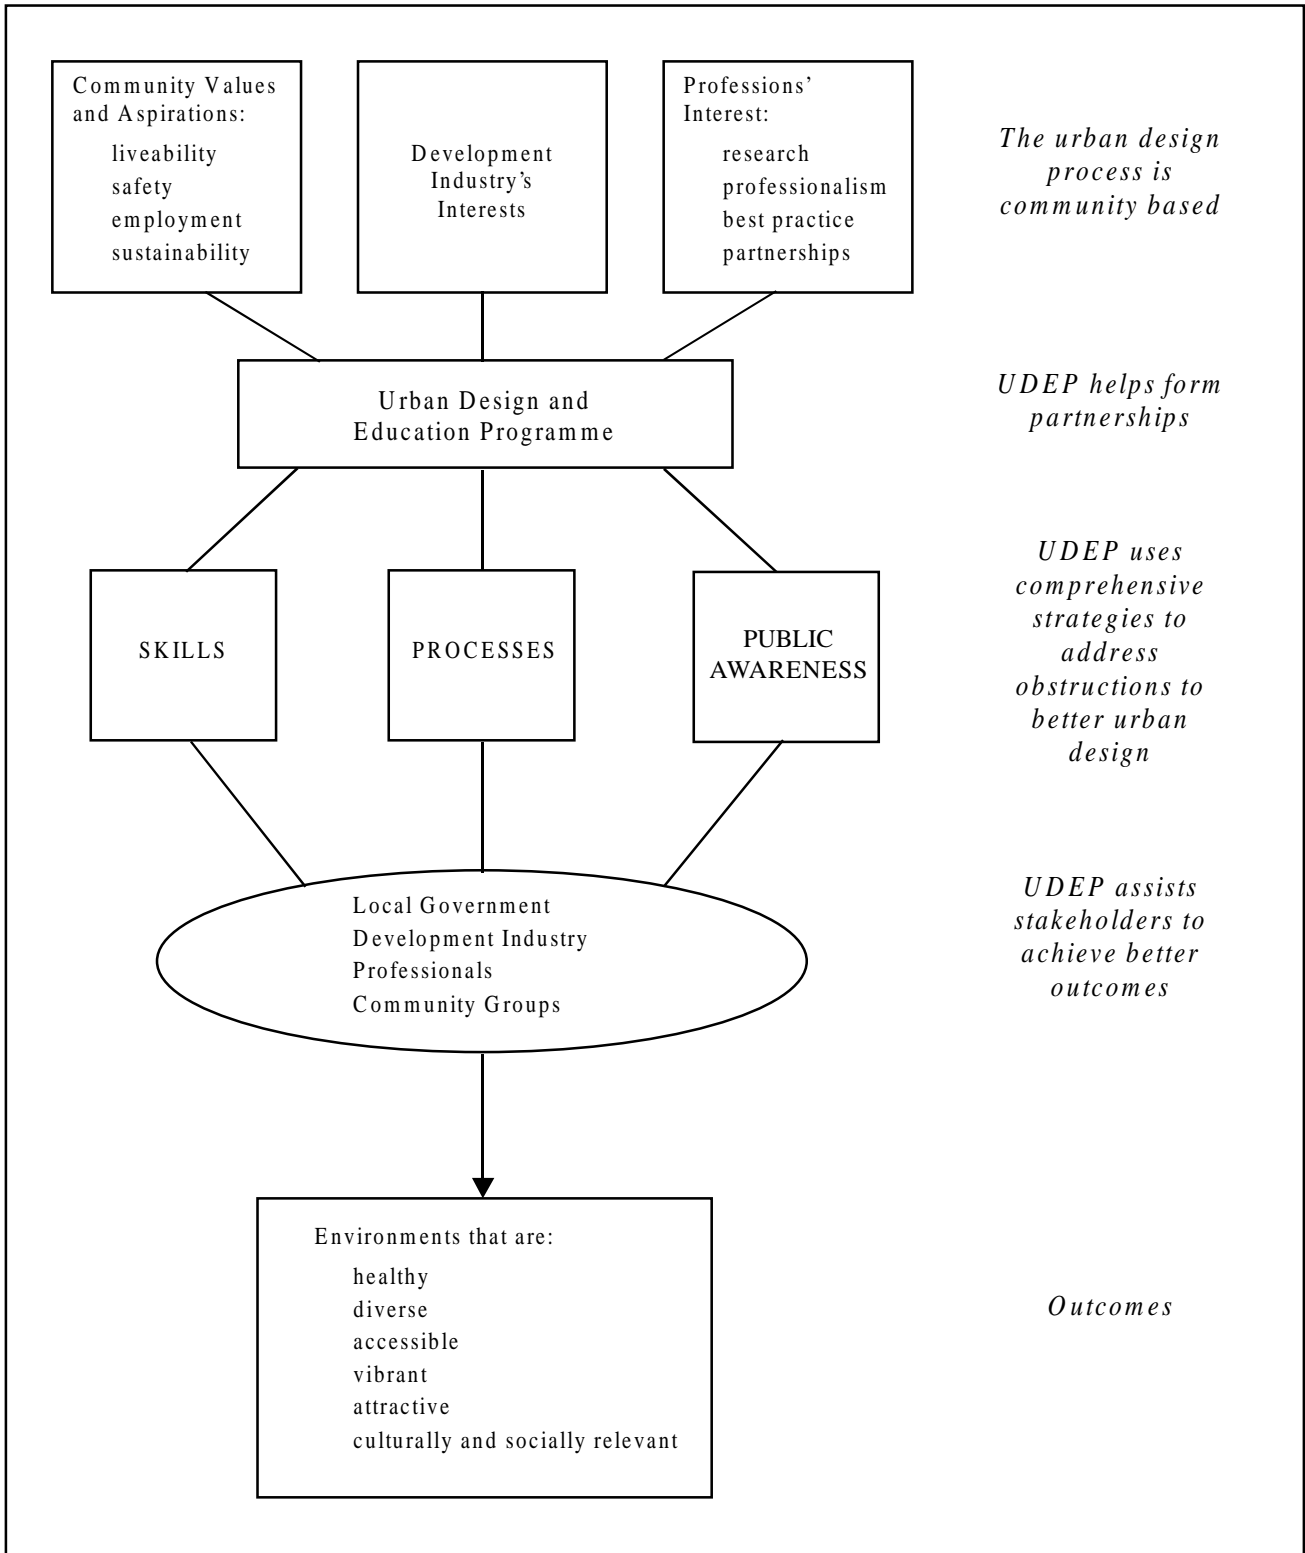 Community Values
and Aspirations:
liveability
safety
employment
sustainability
Development
Industry's
Interests
Professions'
Interest:
research
professionalism
best practice
partnerships
The urban design
process is
community based
Urban Design and
Education Programme
UDEP helps form
partnerships
SKILLS
PROCESSES
PUBLIC
AWARENESS
UDEP uses
comprehensive
strategies to
address
obstructions to
better urban
design
Local Government
Development Industry
Professionals
Community Groups
UDEP assists
stakeholders to
achieve better
outcomes
Environments that are:
healthy
diverse
accessible
vibrant
attractive
culturally and socially relevant
Outcomes